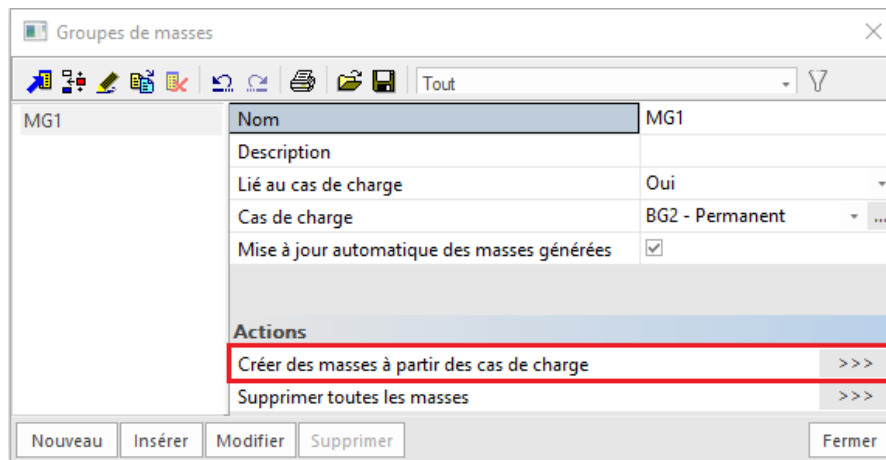 Groupes de masses
Tout
MG1
Nom MG1
Description
Lié au cas de charge Oui
Cas de charge BG2 - Permanent ...
Mise à jour automatique des masses générées
Actions
Créer des masses à partir des cas de charge >>>
Supprimer toutes les masses >>>
Nouveau Insérer Modifier Supprimer Fermer